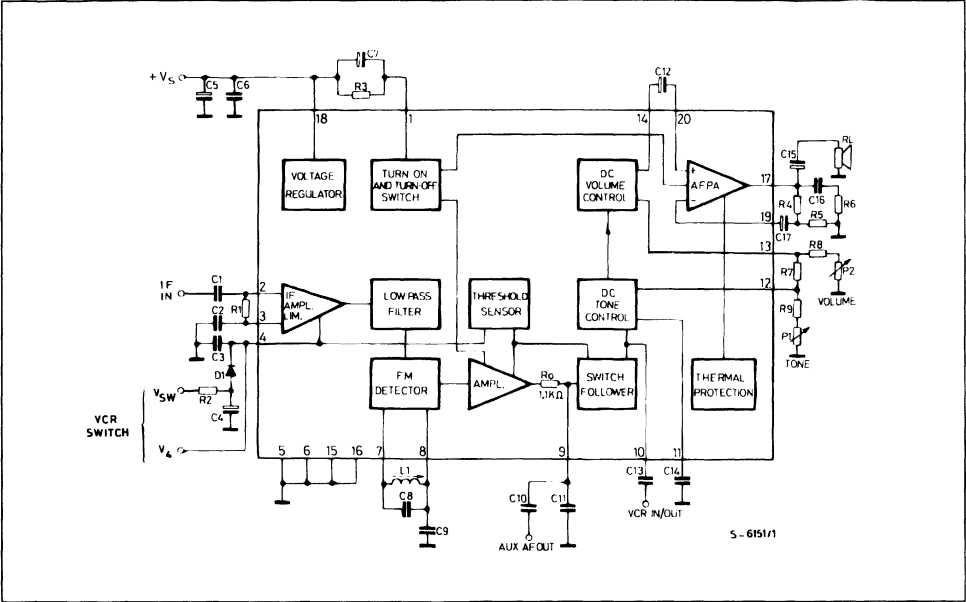 C7
+ Vs
C5
C6
R3
C12
18
1
14
20
RL
C15
VOLTAGE
REGULATOR
TURN ON
AND TURN-OFF
SWITCH
DC
VOLUME
CONTROL
+
A.F.P.A.
−
17
C16
R4
R6
19
C17
R5
13
R8
R7
P2
VOLUME
12
R9
P1
TONE
IF
IN
C1
2
R1
C2
3
C3
4
IF
AMPL.
LIM.
LOW PASS
FILTER
THRESHOLD
SENSOR
DC
TONE
CONTROL
D1
VSW
R2
C4
VCR
SWITCH
V4
FM
DETECTOR
AMPL.
Ro
1.1KΩ
SWITCH
FOLLOWER
THERMAL
PROTECTION
5
6
15
16
7
8
9
10
11
L1
C8
C9
C10
C11
C13
C14
VCR IN/OUT
AUX AF OUT
S-6151/1